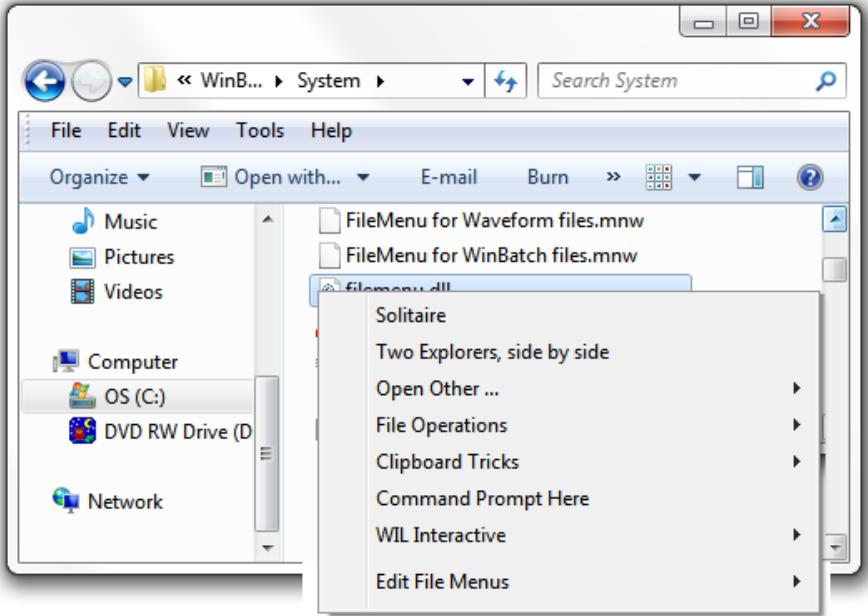 « WinB... System
Search System
File Edit View Tools Help
Organize Open with... E-mail Burn »
Music
Pictures
Videos
Computer
OS (C:)
DVD RW Drive (D
Network
FileMenu for Waveform files.mnw
FileMenu for WinBatch files.mnw
filemenu.dll
Solitaire
Two Explorers, side by side
Open Other ...
File Operations
Clipboard Tricks
Command Prompt Here
WIL Interactive
Edit File Menus